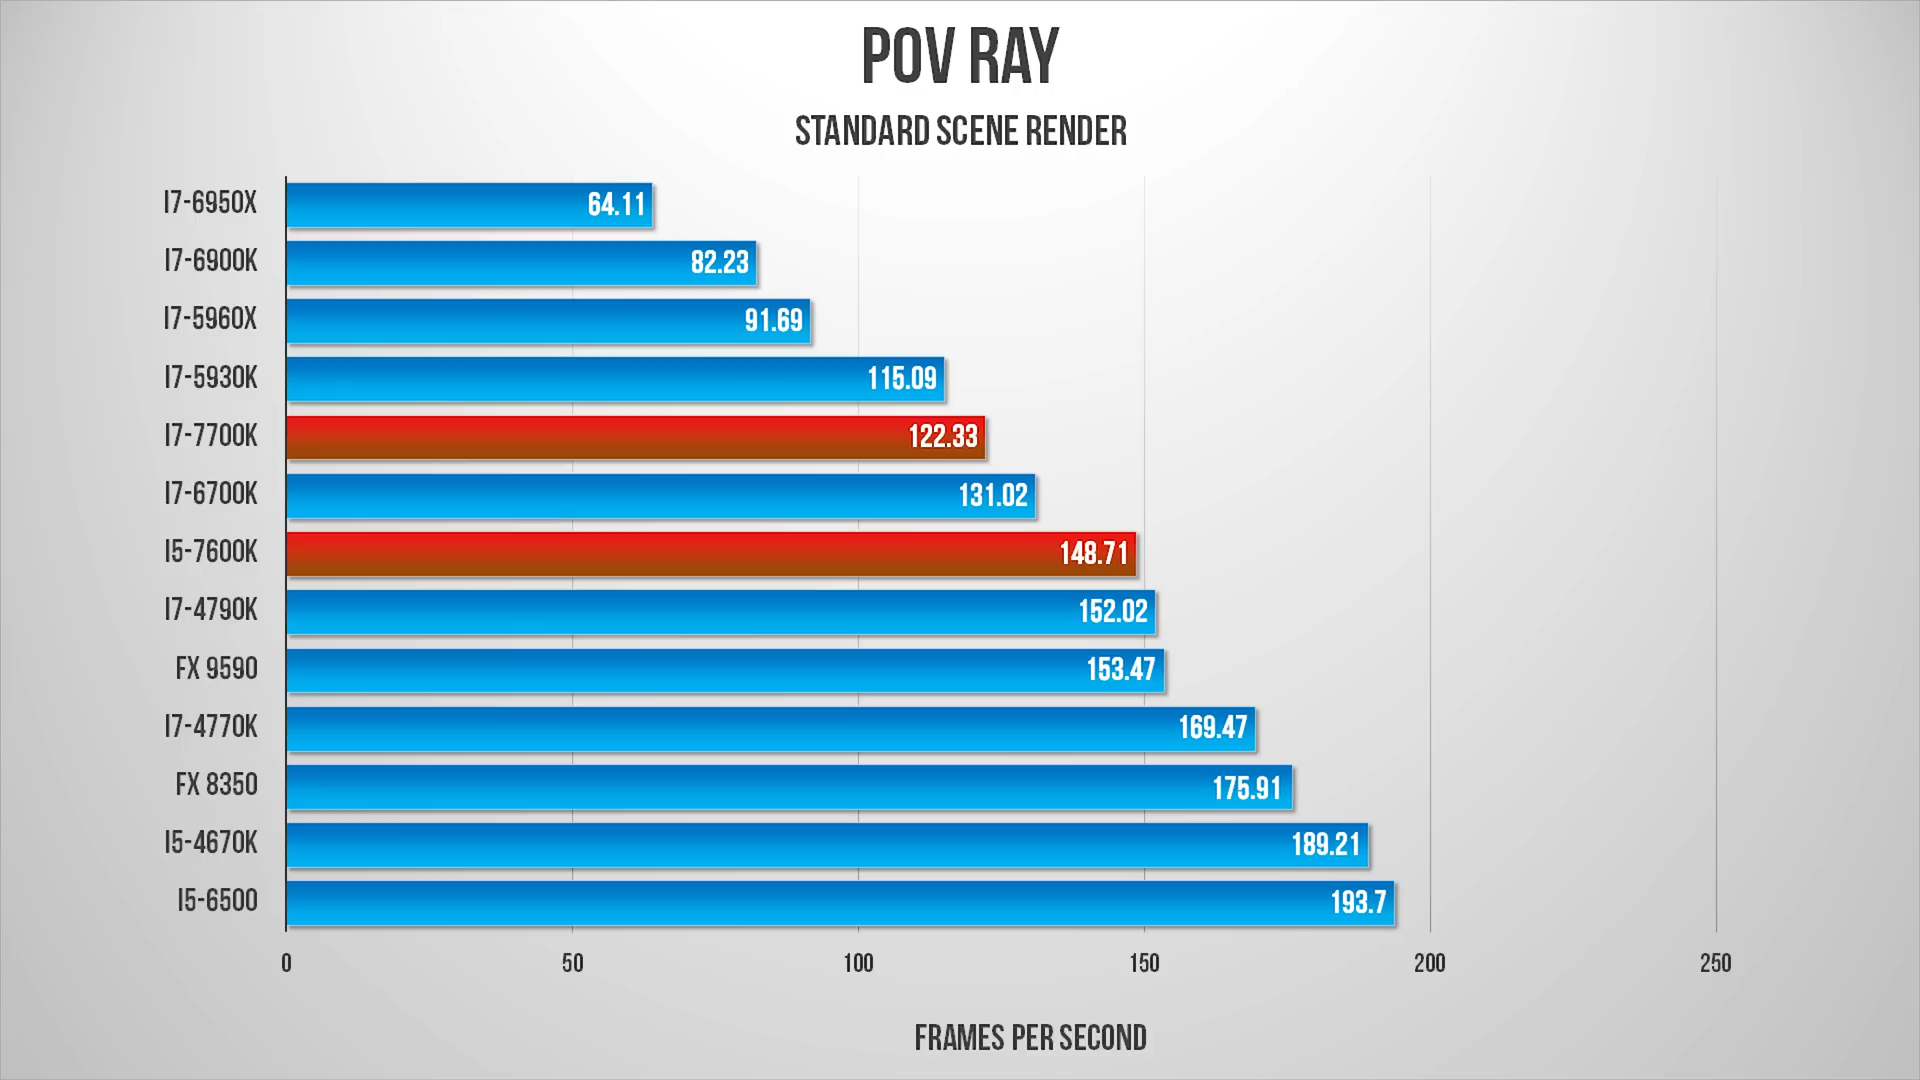 POV RAY
STANDARD SCENE RENDER
I7-6950X 64.11
I7-6900K 82.23
I7-5960X 91.69
I7-5930K 115.09
I7-7700K 122.33
I7-6700K 131.02
I5-7600K 148.71
I7-4790K 152.02
FX 9590 153.47
I7-4770K 169.47
FX 8350 175.91
I5-4670K 189.21
I5-6500 193.7
0 50 100 150 200 250
FRAMES PER SECOND